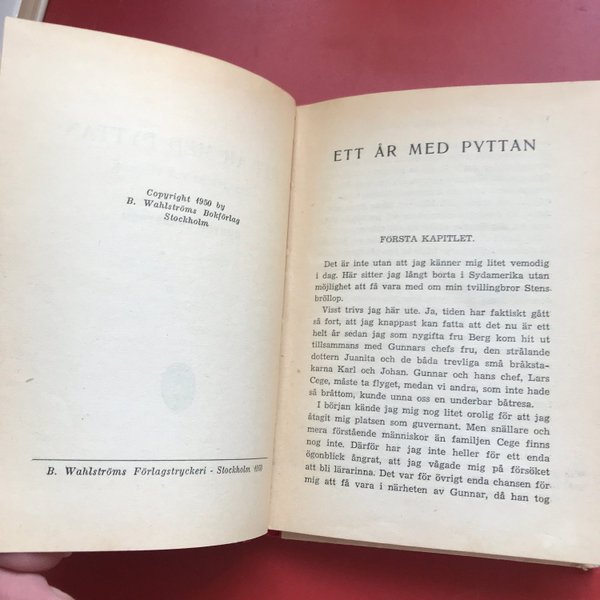 Copyright 1950 by
B. Wahlströms Bokförlag
Stockholm
B. Wahlströms Förlagstryckeri - Stockholm 1950
ETT ÅR MED PYTTAN
FÖRSTA KAPITLET.
Det är inte utan att jag känner mig litet vemodig
i dag. Här sitter jag långt borta i Sydamerika utan
möjlighet att få vara med om min tvillingbror Stens
bröllop.
Visst trivs jag här ute. Ja, tiden har faktiskt gått
så fort, att jag knappast kan fatta att det nu är ett
helt år sedan jag som nygifta fru Berg kom hit ut
tillsammans med Gunnars chefs fru, den strålande
dottern Juanita och de båda trevliga små bråksta-
karna Karl och Johan. Gunnar och hans chef, Lars
Cege, måste ta flyget, medan vi andra, som inte hade
så bråttom, kunde unna oss en underbar båtresa.
I början kände jag mig nog litet orolig för att jag
åtagit mig platsen som guvernant. Men snällare och
mera förstående människor än familjen Cege finns
nog inte. Därför har jag inte heller för ett enda
ögonblick ångrat, att jag vågade mig på försöket
att bli lärarinna. Det var för övrigt enda chansen för
mig att få vara i närheten av Gunnar, då han tog